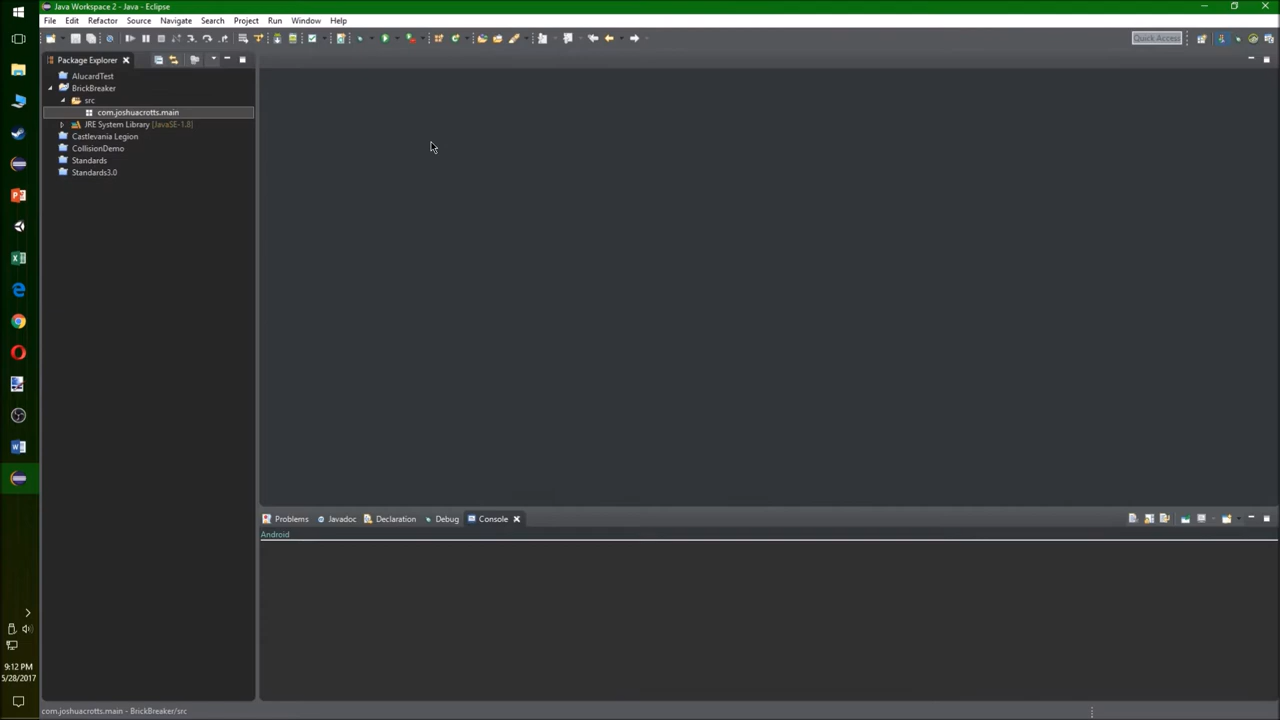 Java Workspace 2 - Java - Eclipse
File Edit Refactor Source Navigate Search Project Run Window Help
Quick Access
Package Explorer
AlucardTest
BrickBreaker
src
com.joshuacrotts.main
JRE System Library [JavaSE-1.8]
Castlevania Legion
CollisionDemo
Standards
Standards3.0
Problems Javadoc Declaration Debug Console
Android
9:12 PM
5/28/2017
com.joshuacrotts.main - BrickBreaker/src